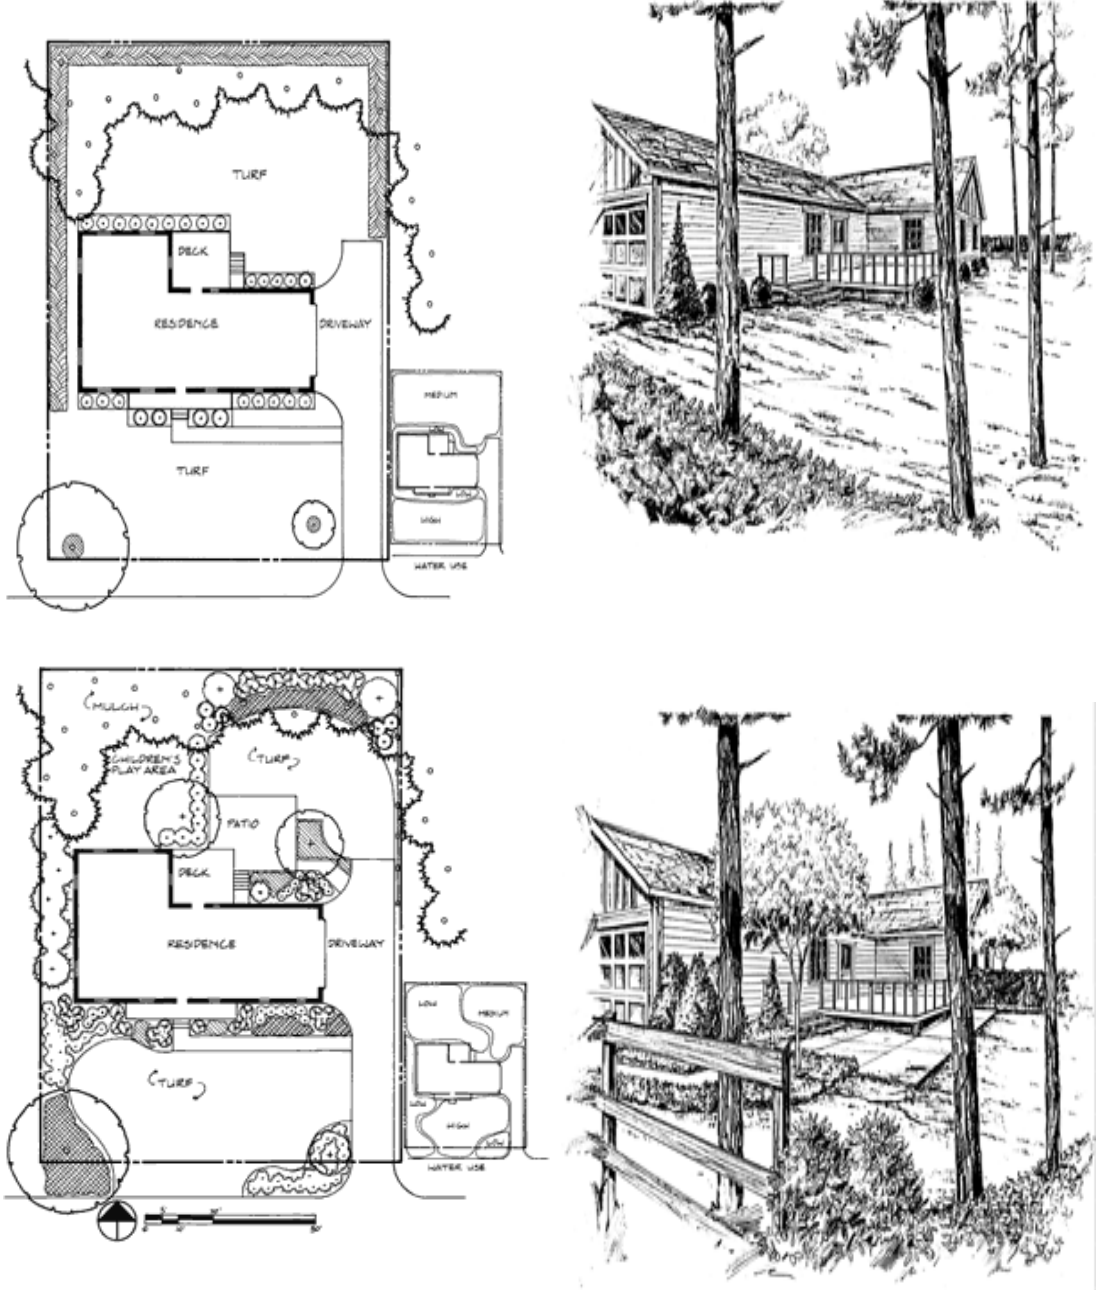 TURF
DECK
RESIDENCE
DRIVEWAY
TURF
MEDIUM
LOW
LOW
HIGH
WATER USE
MULCH
CHILDREN'S
PLAY AREA
TURF
PATIO
DECK
RESIDENCE
DRIVEWAY
TURF
LOW
MEDIUM
LOW
HIGH
LOW
WATER USE